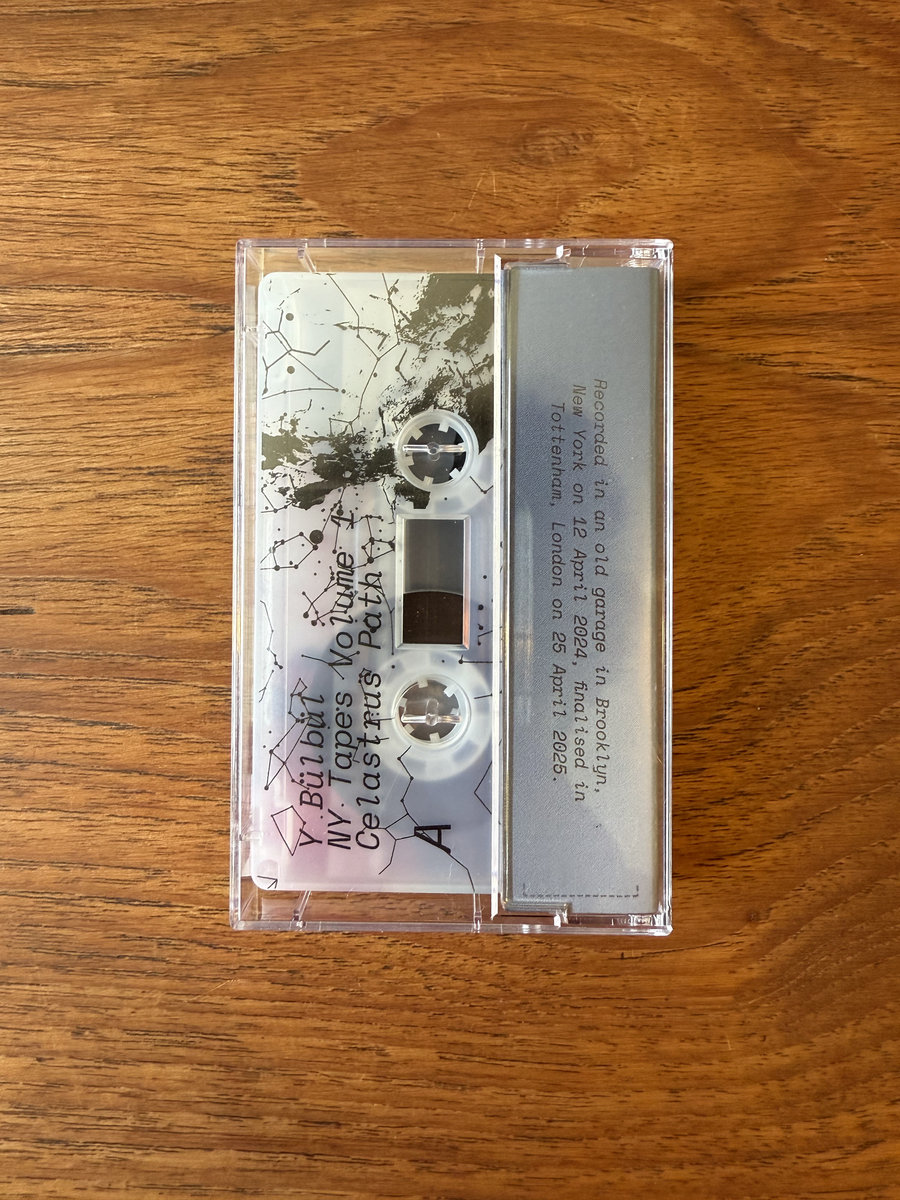 Y.Bülbül
NY Tapes Volume 1
Celastrus Path
A
Recorded in an old garage in Brooklyn,
New York on 12 April 2024, finalised in
Tottenham, London on 25 April 2025.